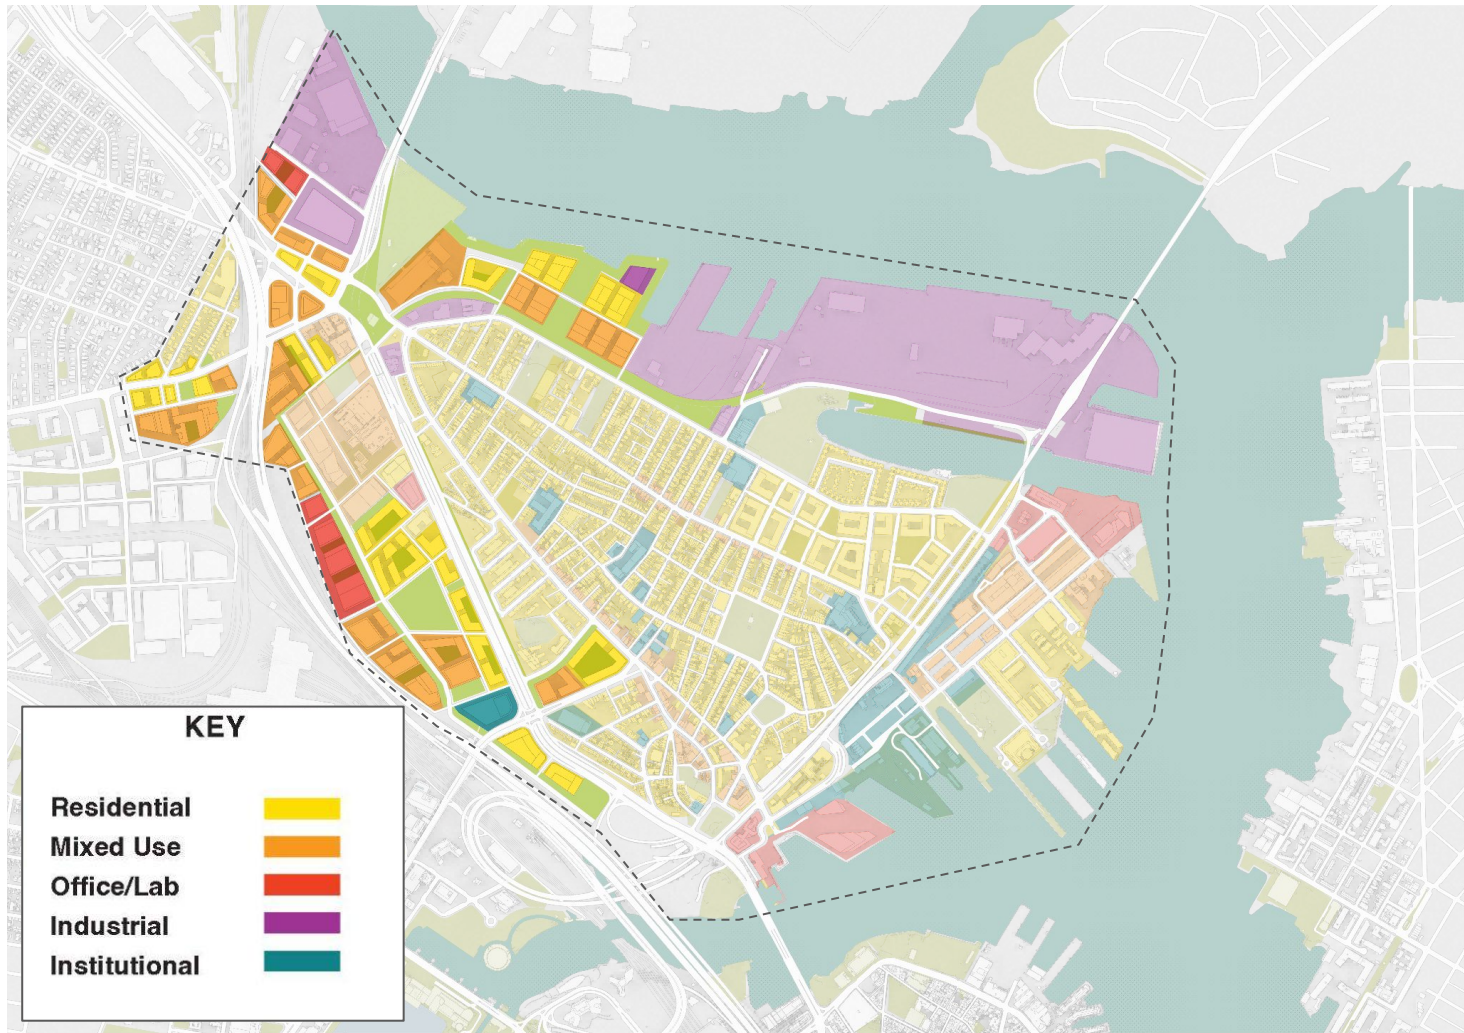 KEY
Residential
Mixed Use
Office/Lab
Industrial
Institutional